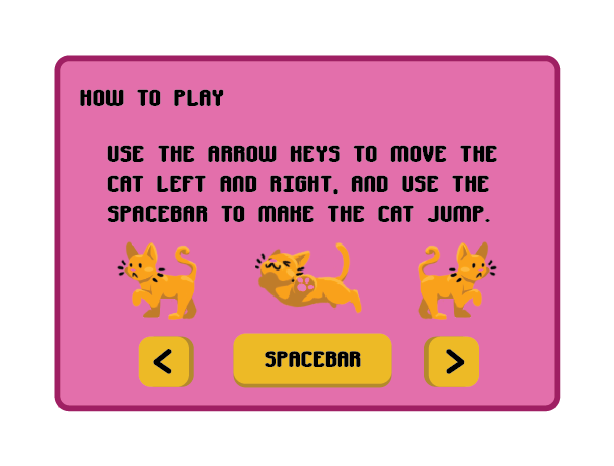 HOW TO PLAY
USE THE ARROW KEYS TO MOVE THE
CAT LEFT AND RIGHT, AND USE THE
SPACEBAR TO MAKE THE CAT JUMP.
< SPACEBAR >